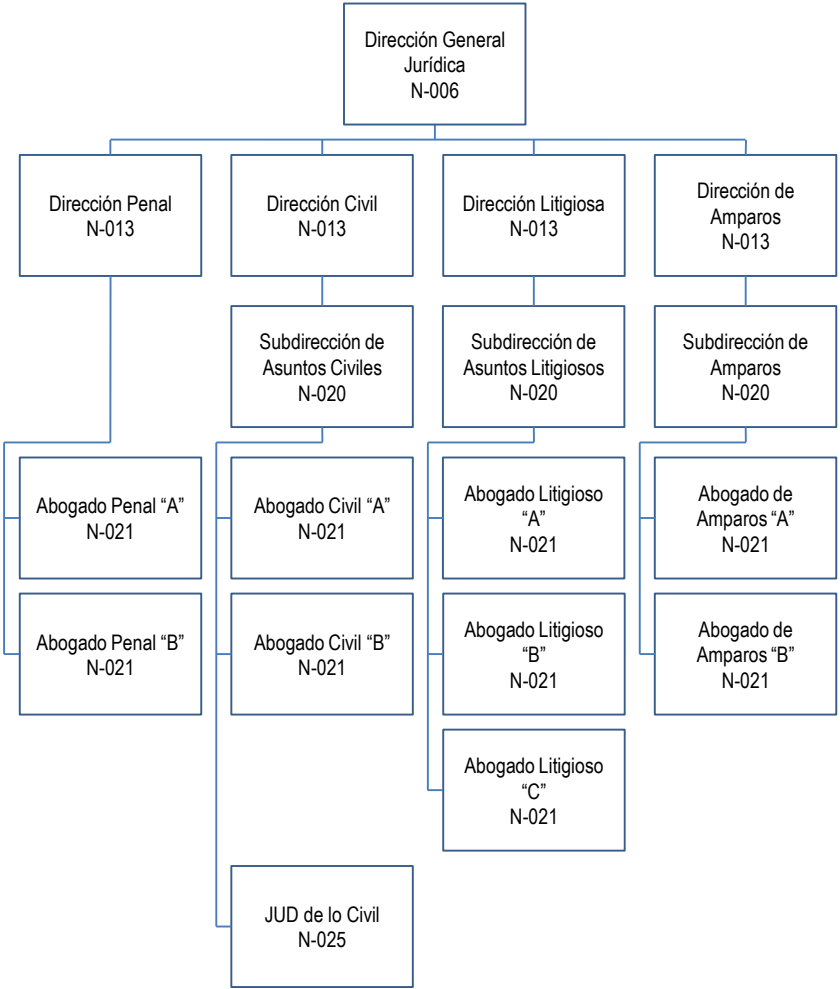 Dirección General
Jurídica
N-006
Dirección Penal
N-013
Dirección Civil
N-013
Dirección Litigiosa
N-013
Dirección de
Amparos
N-013
Subdirección de
Asuntos Civiles
N-020
Subdirección de
Asuntos Litigiosos
N-020
Subdirección de
Amparos
N-020
Abogado Penal “A”
N-021
Abogado Civil “A”
N-021
Abogado Litigioso
“A”
N-021
Abogado de
Amparos “A”
N-021
Abogado Penal “B”
N-021
Abogado Civil “B”
N-021
Abogado Litigioso
“B”
N-021
Abogado de
Amparos “B”
N-021
Abogado Litigioso
“C”
N-021
JUD de lo Civil
N-025